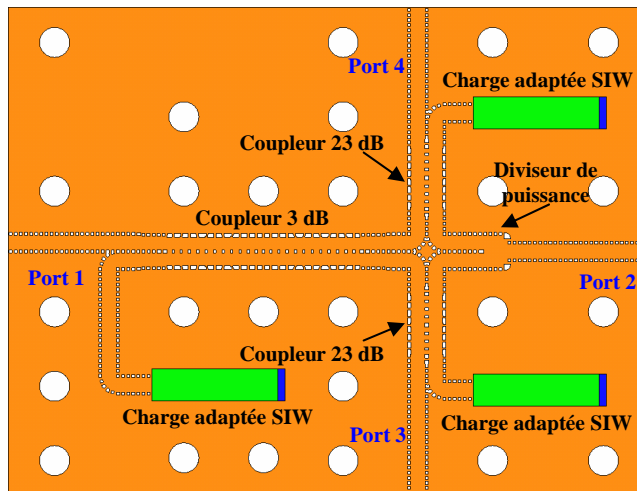 Port 4
Charge adaptée SIW
Coupleur 23 dB
Diviseur de
puissance
Coupleur 3 dB
Port 1
Port 2
Coupleur 23 dB
Charge adaptée SIW
Charge adaptée SIW
Port 3